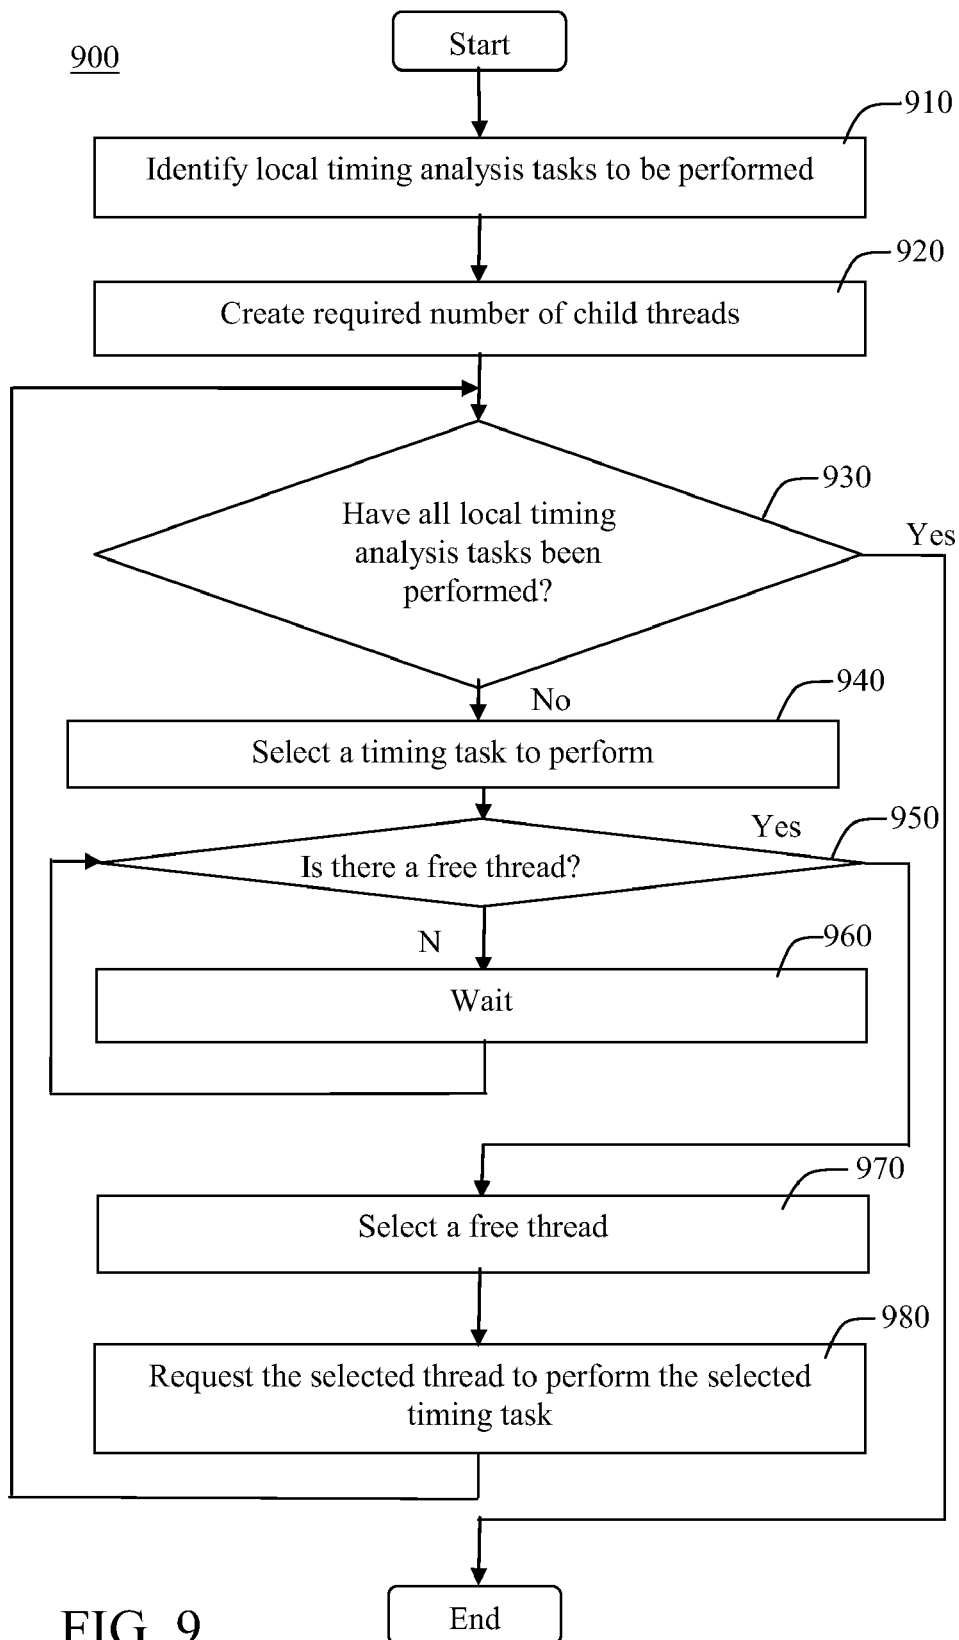 900
Start
910
Identify local timing analysis tasks to be performed
920
Create required number of child threads
930
Have all local timing
analysis tasks been
performed?
Yes
No
940
Select a timing task to perform
Yes
950
Is there a free thread?
N
960
Wait
970
Select a free thread
980
Request the selected thread to perform the selected
timing task
End
FIG. 9